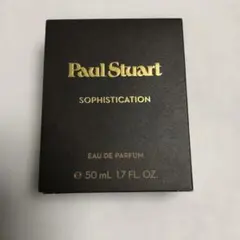 Paul Stuart
SOPHISTICATION
EAU DE PARFUM
℮ 50 mL 1.7 FL. OZ.